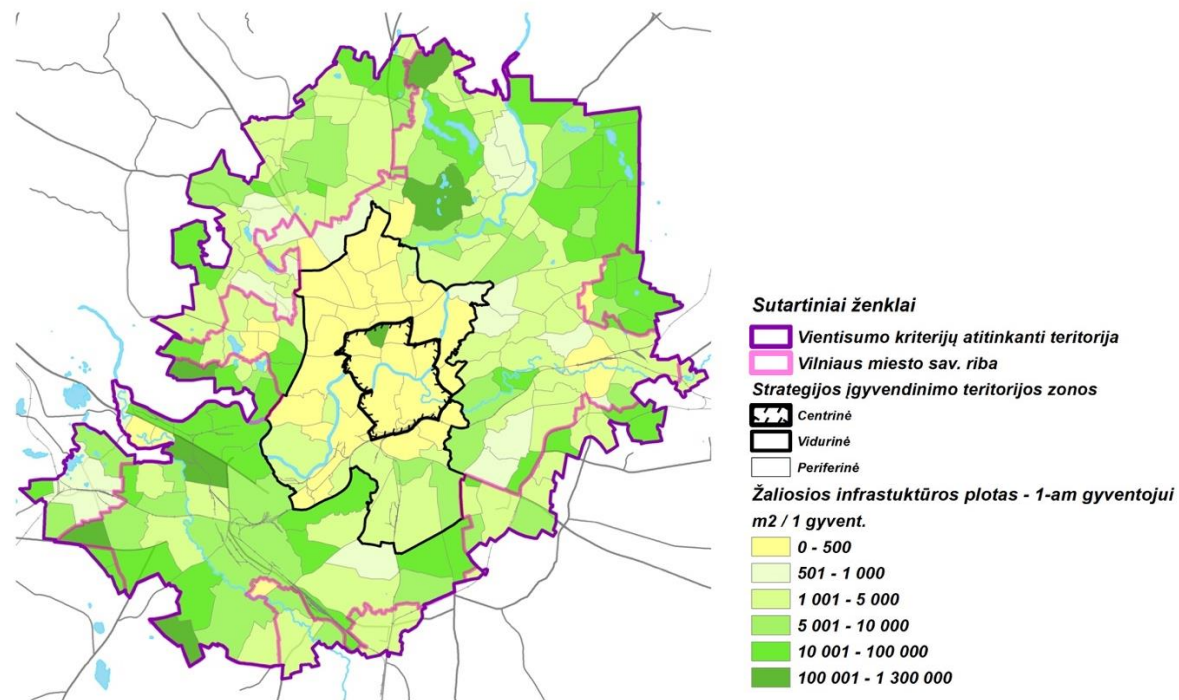 Sutartiniai ženklai
Vientisumo kriterijų atitinkanti teritorija
Vilniaus miesto sav. riba
Strategijos įgyvendinimo teritorijos zonos
Centrinė
Vidurinė
Periferinė
Žaliosios infrastuktūros plotas - 1-am gyventojui
m2 / 1 gyvent.
0 - 500
501 - 1 000
1 001 - 5 000
5 001 - 10 000
10 001 - 100 000
100 001 - 1 300 000